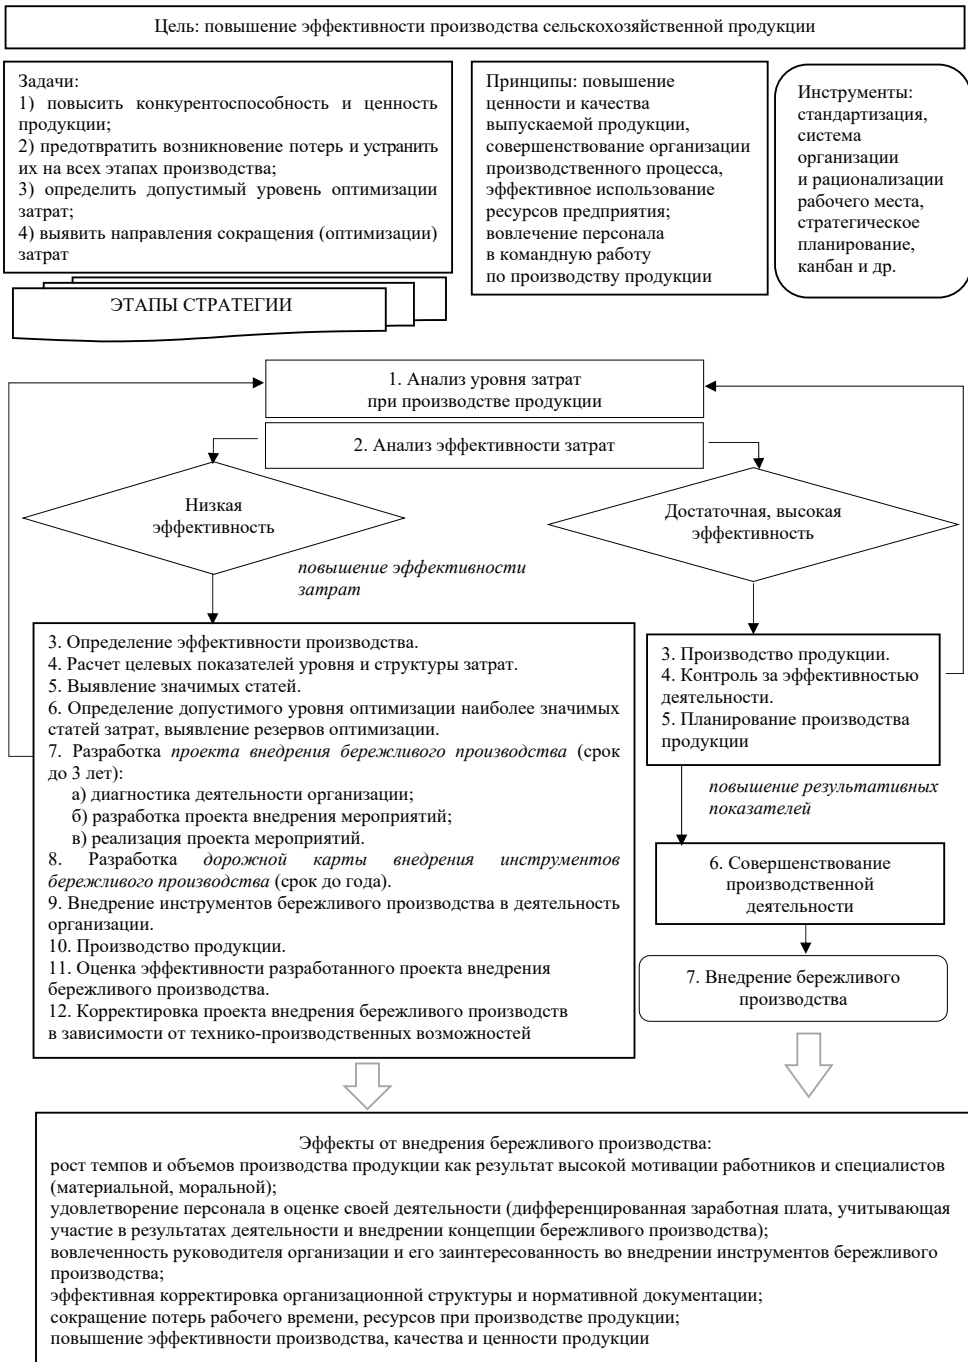 Цель: повышение эффективности производства сельскохозяйственной продукции
Задачи:
1) повысить конкурентоспособность и ценность
продукции;
2) предотвратить возникновение потерь и устранить
их на всех этапах производства;
3) определить допустимый уровень оптимизации
затрат;
4) выявить направления сокращения (оптимизации)
затрат
Принципы: повышение
ценности и качества
выпускаемой продукции,
совершенствование организации
производственного процесса,
эффективное использование
ресурсов предприятия;
вовлечение персонала
в командную работу
по производству продукции
Инструменты:
стандартизация,
система
организации
и рационализации
рабочего места,
стратегическое
планирование,
канбан и др.
ЭТАПЫ СТРАТЕГИИ
1. Анализ уровня затрат
при производстве продукции
2. Анализ эффективности затрат
Низкая
эффективность
Достаточная, высокая
эффективность
повышение эффективности
затрат
3. Определение эффективности производства.
4. Расчет целевых показателей уровня и структуры затрат.
5. Выявление значимых статей.
6. Определение допустимого уровня оптимизации наиболее значимых
статей затрат, выявление резервов оптимизации.
7. Разработка проекта внедрения бережливого производства (срок
до 3 лет):
а) диагностика деятельности организации;
б) разработка проекта внедрения мероприятий;
в) реализация проекта мероприятий.
8. Разработка дорожной карты внедрения инструментов
бережливого производства (срок до года).
9. Внедрение инструментов бережливого производства в деятельность
организации.
10. Производство продукции.
11. Оценка эффективности разработанного проекта внедрения
бережливого производства.
12. Корректировка проекта внедрения бережливого производств
в зависимости от технико-производственных возможностей
3. Производство продукции.
4. Контроль за эффективностью
деятельности.
5. Планирование производства
продукции
повышение результативных
показателей
6. Совершенствование
производственной
деятельности
7. Внедрение бережливого
производства
Эффекты от внедрения бережливого производства:
рост темпов и объемов производства продукции как результат высокой мотивации работников и специалистов
(материальной, моральной);
удовлетворение персонала в оценке своей деятельности (дифференцированная заработная плата, учитывающая
участие в результатах деятельности и внедрении концепции бережливого производства);
вовлеченность руководителя организации и его заинтересованность во внедрении инструментов бережливого
производства;
эффективная корректировка организационной структуры и нормативной документации;
сокращение потерь рабочего времени, ресурсов при производстве продукции;
повышение эффективности производства, качества и ценности продукции